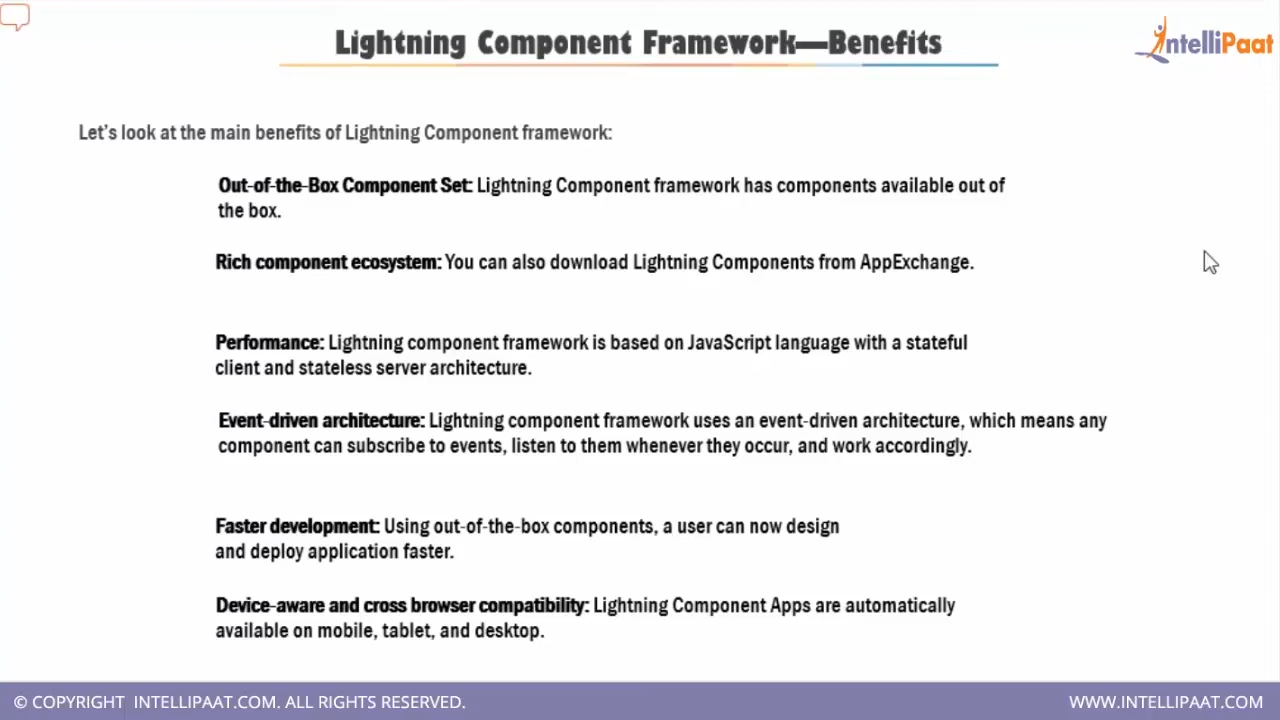 Lightning Component Framework—Benefits
IntelliPaat
Let's look at the main benefits of Lightning Component framework:
Out-of-the-Box Component Set: Lightning Component framework has components available out of
the box.
Rich component ecosystem: You can also download Lightning Components from AppExchange.
Performance: Lightning component framework is based on JavaScript language with a stateful
client and stateless server architecture.
Event-driven architecture: Lightning component framework uses an event-driven architecture, which means any
component can subscribe to events, listen to them whenever they occur, and work accordingly.
Faster development: Using out-of-the-box components, a user can now design
and deploy application faster.
Device-aware and cross browser compatibility: Lightning Component Apps are automatically
available on mobile, tablet, and desktop.
© COPYRIGHT INTELLIPAAT.COM. ALL RIGHTS RESERVED.
WWW.INTELLIPAAT.COM